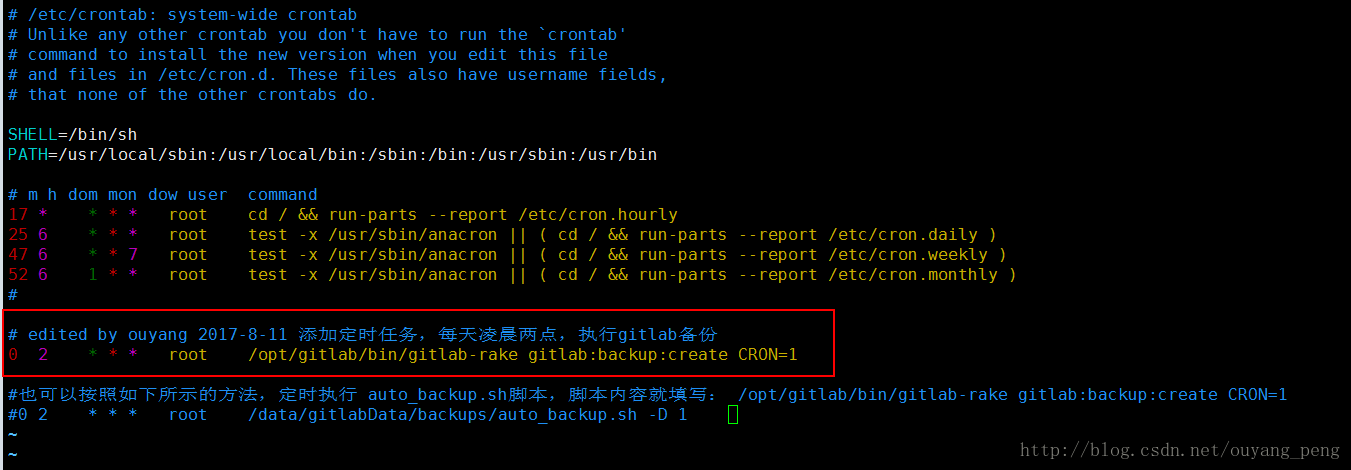 # /etc/crontab: system-wide crontab
# Unlike any other crontab you don't have to run the `crontab'
# command to install the new version when you edit this file
# and files in /etc/cron.d. These files also have username fields,
# that none of the other crontabs do.
SHELL=/bin/sh
PATH=/usr/local/sbin:/usr/local/bin:/sbin:/bin:/usr/sbin:/usr/bin
# m h dom mon dow user  command
17 *    * * *   root    cd / && run-parts --report /etc/cron.hourly
25 6    * * *   root    test -x /usr/sbin/anacron || ( cd / && run-parts --report /etc/cron.daily )
47 6    * * 7   root    test -x /usr/sbin/anacron || ( cd / && run-parts --report /etc/cron.weekly )
52 6    1 * *   root    test -x /usr/sbin/anacron || ( cd / && run-parts --report /etc/cron.monthly )
#
# edited by ouyang 2017-8-11 添加定时任务，每天凌晨两点，执行gitlab备份
0  2    * * *   root    /opt/gitlab/bin/gitlab-rake gitlab:backup:create CRON=1
#也可以按照如下所示的方法，定时执行 auto_backup.sh脚本，脚本内容就填写： /opt/gitlab/bin/gitlab-rake gitlab:backup:create CRON=1
#0 2    * * *   root    /data/gitlabData/backups/auto_backup.sh -D 1
~
~
http://blog.csdn.net/ouyang_peng